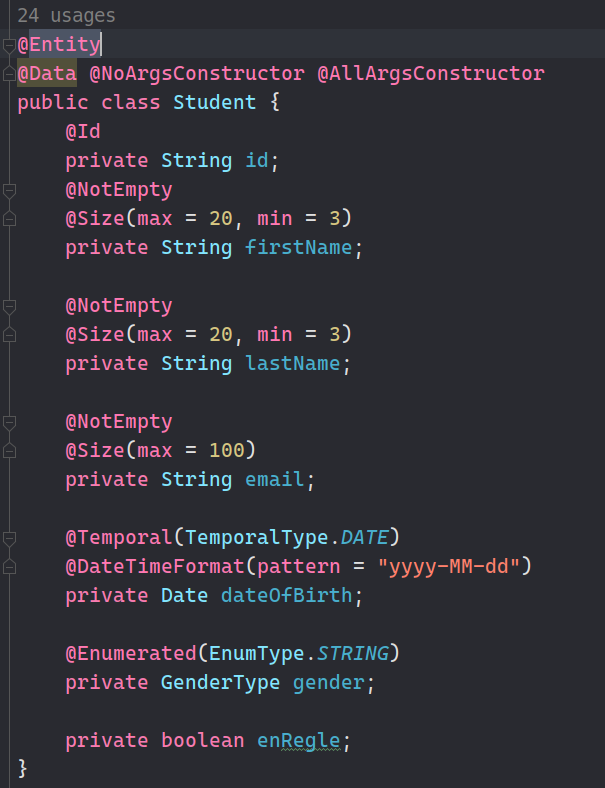 24 usages
@Entity
@Data @NoArgsConstructor @AllArgsConstructor
public class Student {
    @Id
    private String id;
    @NotEmpty
    @Size(max = 20, min = 3)
    private String firstName;

    @NotEmpty
    @Size(max = 20, min = 3)
    private String lastName;

    @NotEmpty
    @Size(max = 100)
    private String email;

    @Temporal(TemporalType.DATE)
    @DateTimeFormat(pattern = "yyyy-MM-dd")
    private Date dateOfBirth;

    @Enumerated(EnumType.STRING)
    private GenderType gender;

    private boolean enRegle;
}